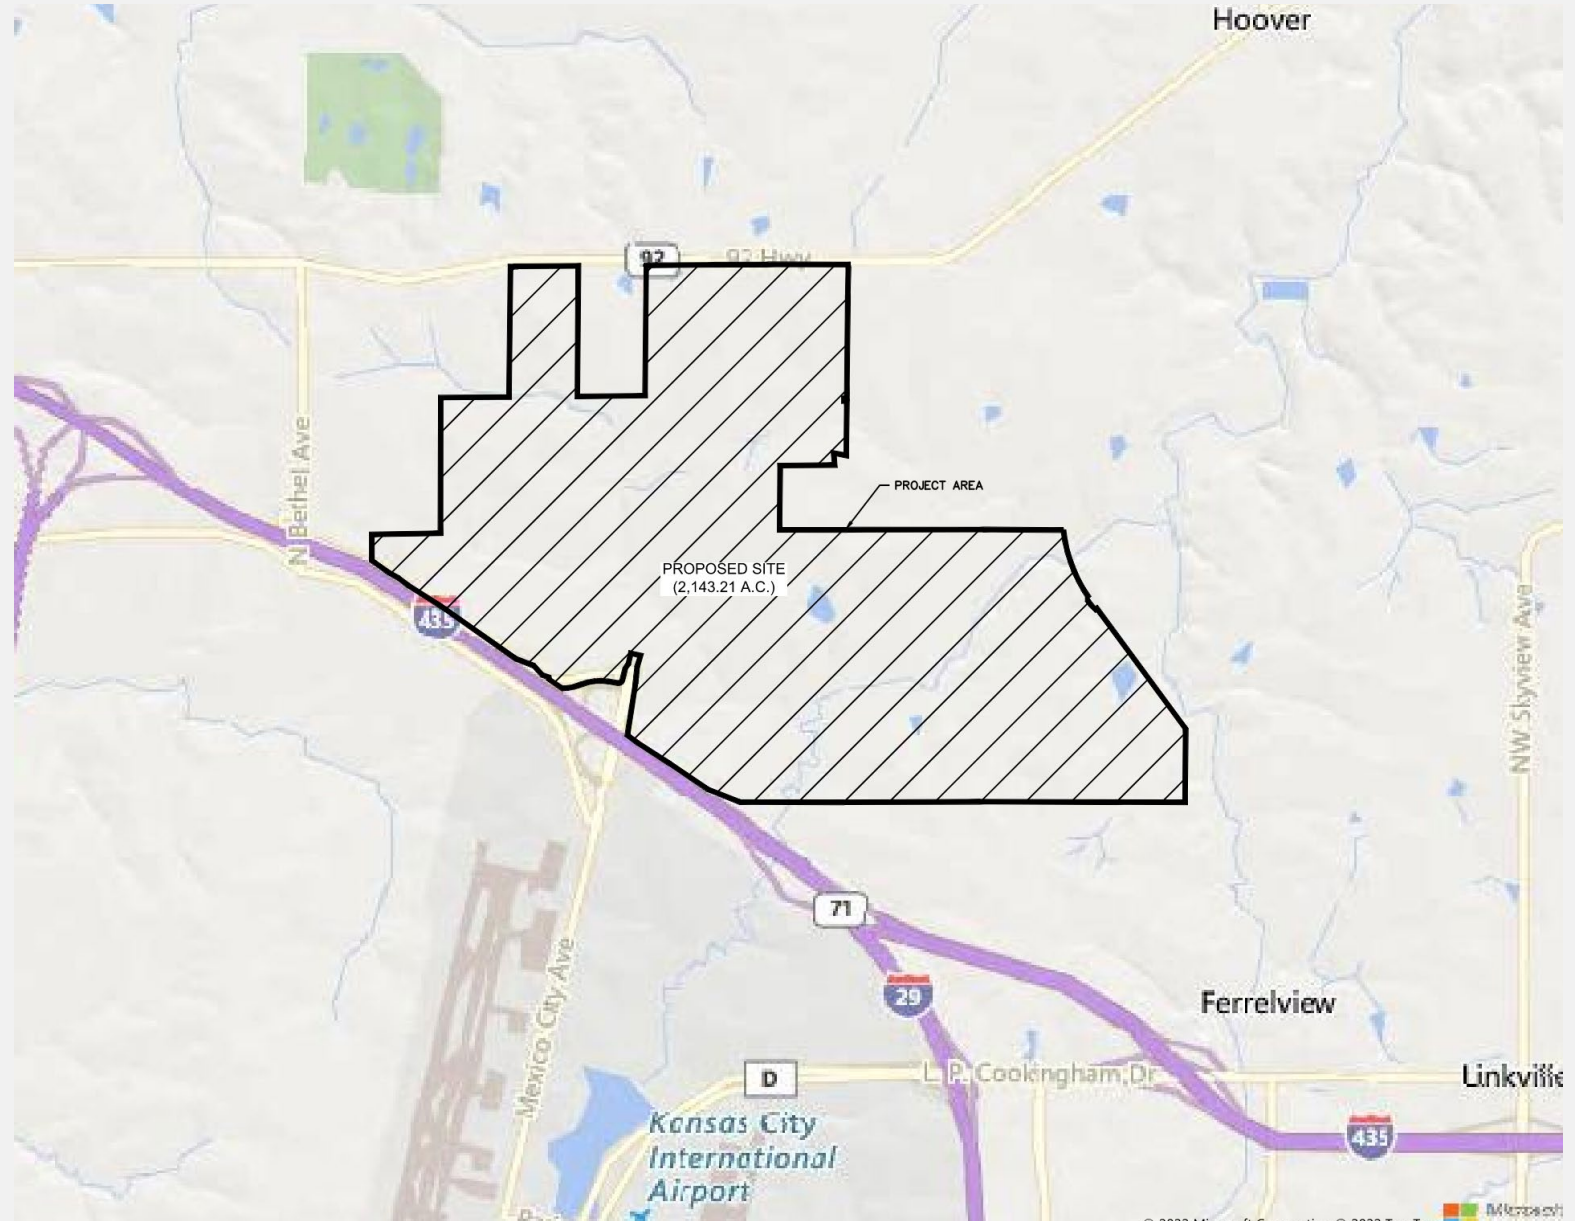 Hoover
92
92 Hwy
N Bethel Ave
PROJECT AREA
PROPOSED SITE
(2,143.21 A.C.)
435
NW Skyview Ave
71
29
Mexico City Ave
Ferrelview
D
L. P. Cookingham Dr
Linkville
Kansas City
International
Airport
435
Microsoft